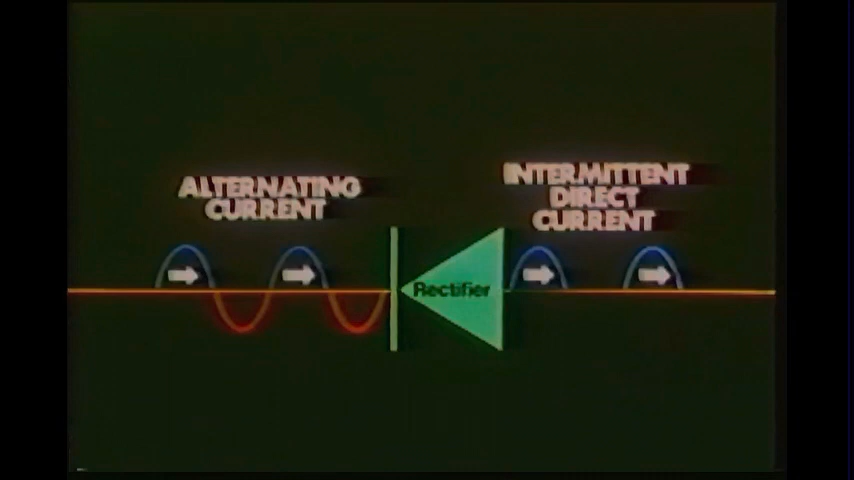 ALTERNATING
CURRENT
INTERMITTENT
DIRECT
CURRENT
Rectifier